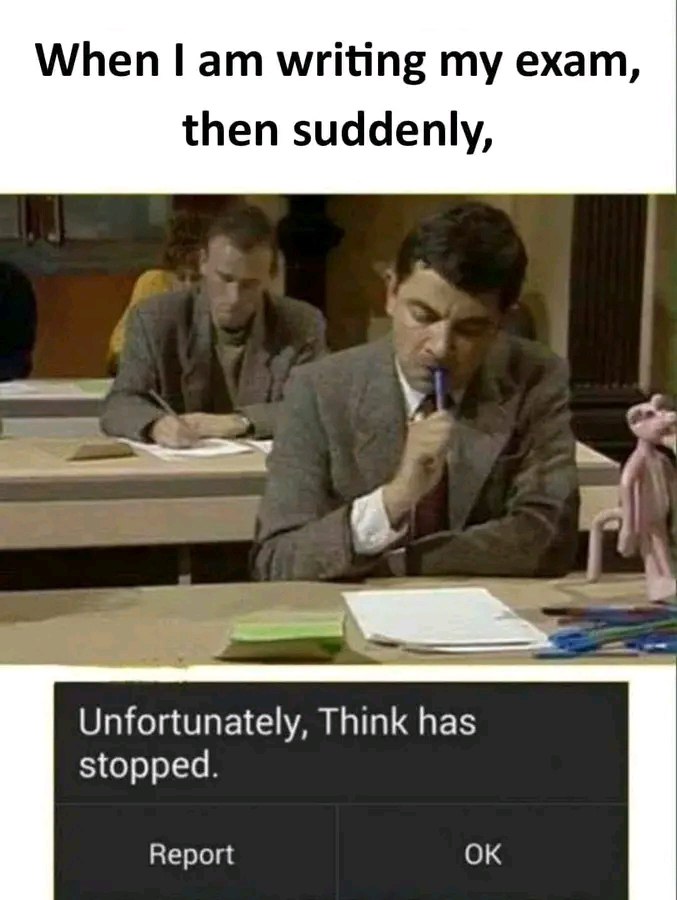 When I am writing my exam,
then suddenly,
Unfortunately, Think has
stopped.
Report
OK